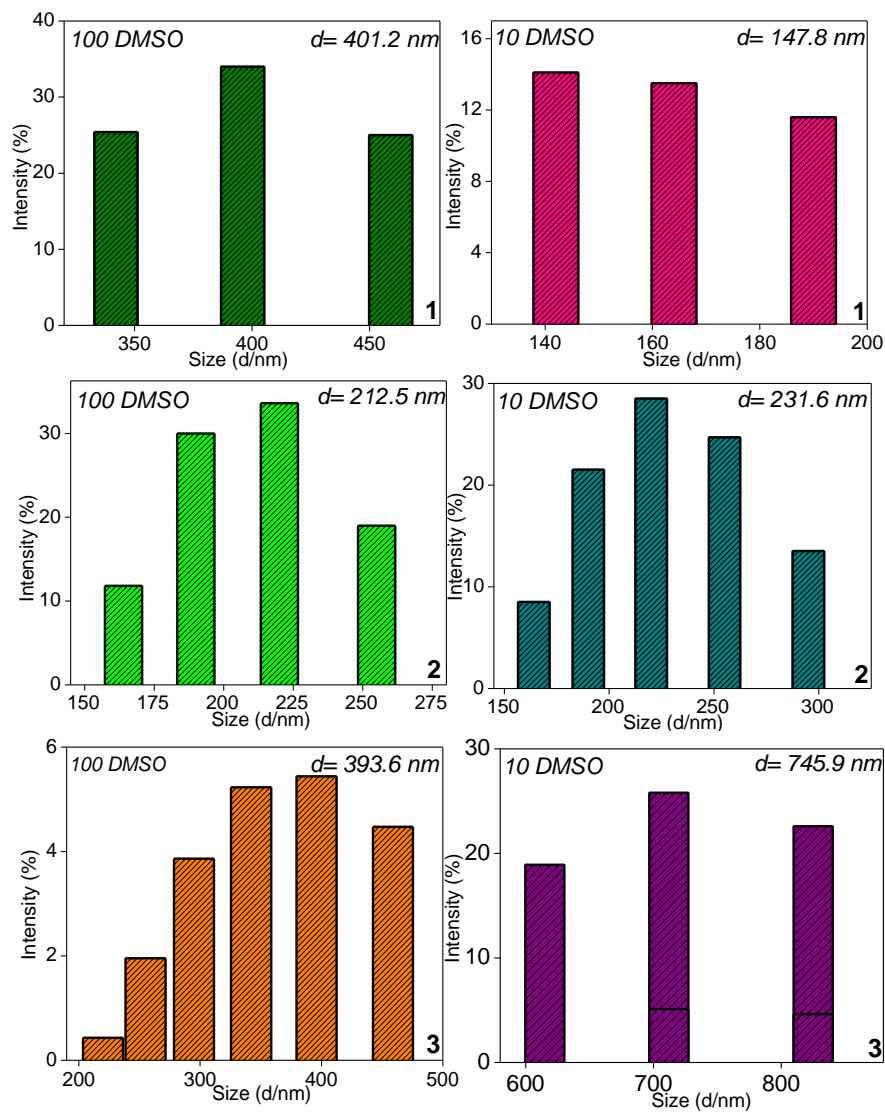 100 DMSO
d= 401.2 nm
40
30
20
10
0
Intensity (%)
350
400
450
Size (d/nm)
1
10 DMSO
d= 147.8 nm
16
12
8
4
0
Intensity (%)
140
160
180
200
Size (d/nm)
1
100 DMSO
d= 212.5 nm
30
20
10
0
Intensity (%)
150
175
200
225
250
275
Size (d/nm)
2
10 DMSO
d= 231.6 nm
30
20
10
0
Intensity (%)
150
200
250
300
Size (d/nm)
2
100 DMSO
d= 393.6 nm
6
4
2
0
Intensity (%)
200
300
400
500
Size (d/nm)
3
10 DMSO
d= 745.9 nm
30
20
10
0
Intensity (%)
600
700
800
Size (d/nm)
3